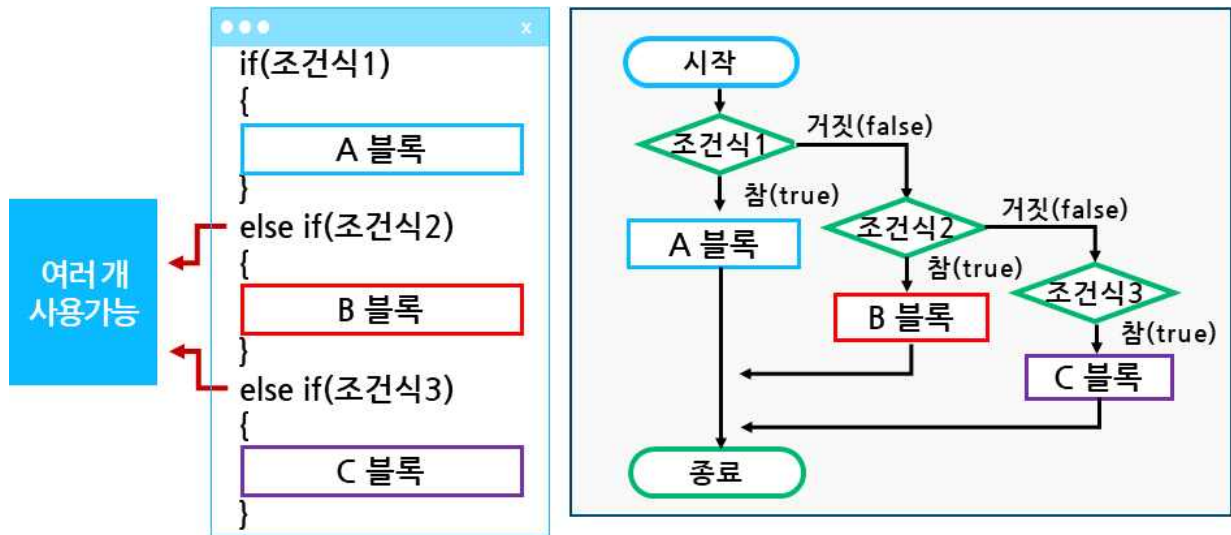 x
if(조건식1)
{
A 블록
}
else if(조건식2)
{
B 블록
}
else if(조건식3)
{
C 블록
}
여러 개
사용가능
시작
조건식1
거짓(false)
참(true)
A 블록
조건식2
거짓(false)
참(true)
B 블록
조건식3
참(true)
C 블록
종료